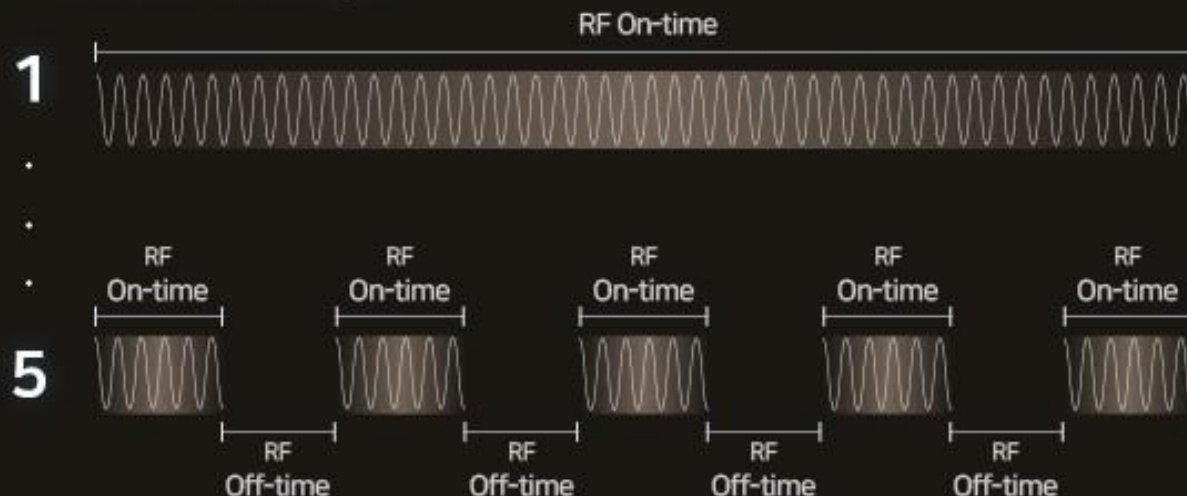 RF On-time
1
RF RF RF RF RF
On-time On-time On-time On-time On-time
5
RF RF RF RF
Off-time Off-time Off-time Off-time